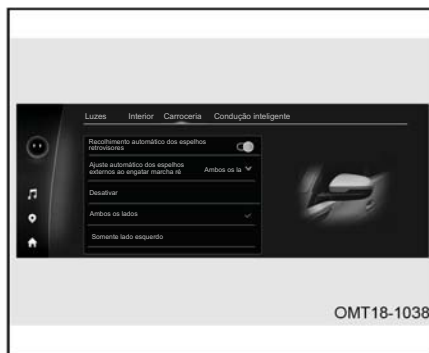 Luzes Interior Carroceria Condução inteligente
Recolhimento automático dos espelhos
retrovisores
Ajuste automático dos espelhos
externos ao engatar marcha ré
Ambos os la
Desativar
Ambos os lados
Somente lado esquerdo
OMT18-1038